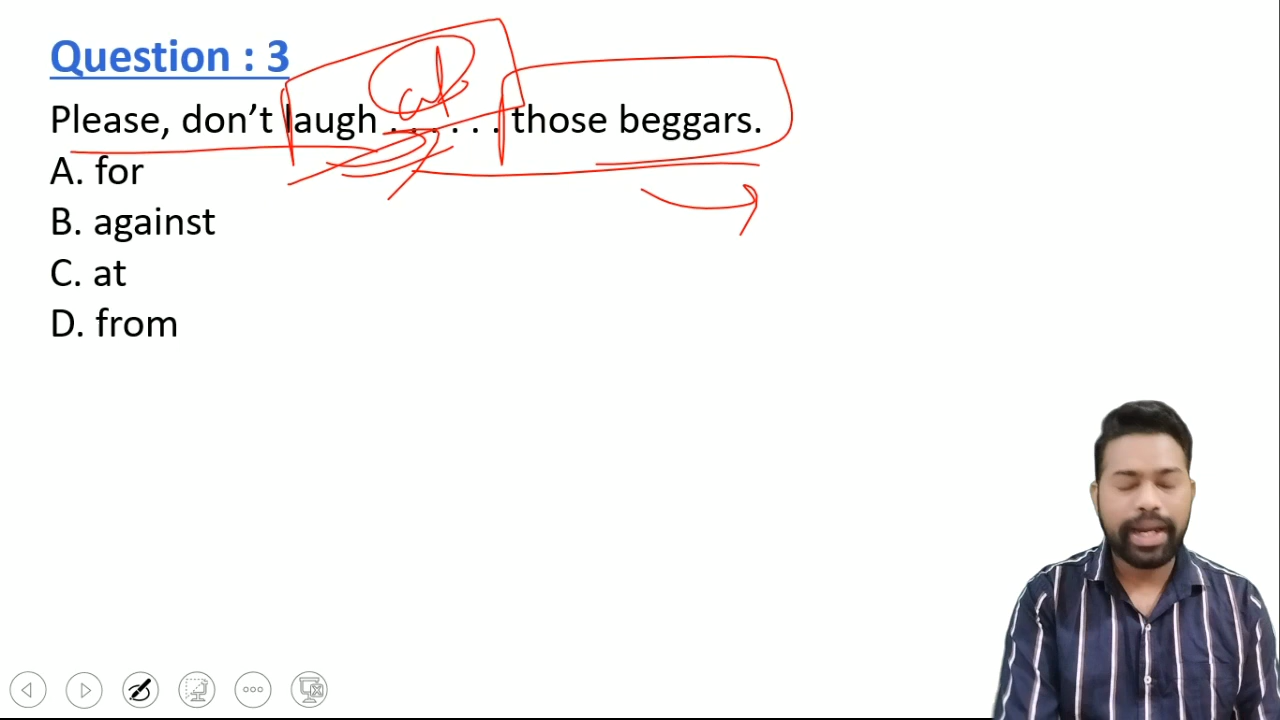 Question : 3
at
Please, don’t laugh . . . . . . those beggars.
A. for
B. against
C. at
D. from